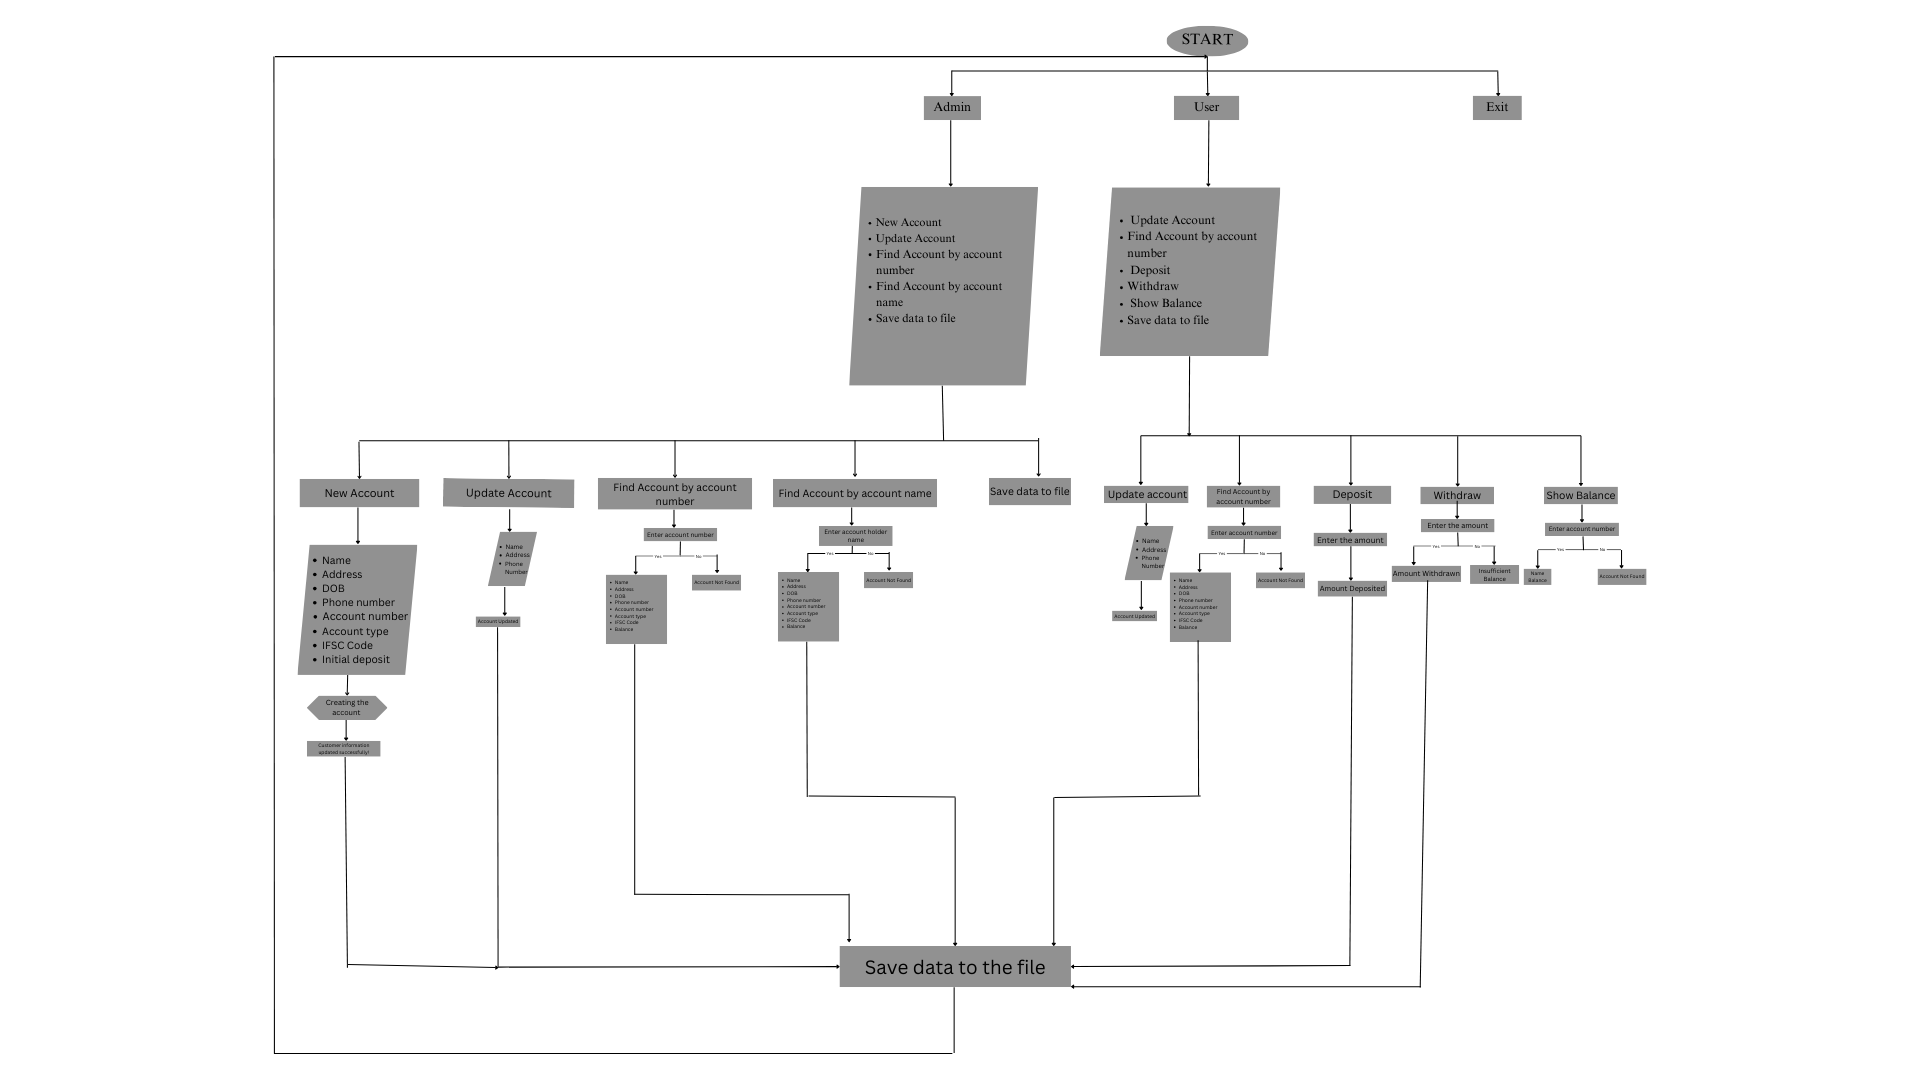 START
Admin
User
Exit
• New Account
• Update Account
• Find Account by account
number
• Find Account by account
name
• Save data to file
• Update Account
• Find Account by account
number
• Deposit
• Withdraw
• Show Balance
• Save data to file
New Account
Update Account
Find Account by account
number
Find Account by account name
Save data to file
Update account
Find Account by
account number
Deposit
Withdraw
Show Balance
• Name
• Address
• DOB
• Phone number
• Account number
• Account type
• IFSC Code
• Initial deposit
Creating the
account
Customer information
updated successfully!
• Name
• Address
• Phone
Number
Account Updated
Enter account number
Yes
No
• Name
• Address
• DOB
• Phone number
• Account number
• Account type
• IFSC Code
• Balance
Account Not Found
Enter account holder
name
Yes
No
• Name
• Address
• DOB
• Phone number
• Account number
• Account type
• IFSC Code
• Balance
Account Not Found
• Name
• Address
• Phone
Number
Account Updated
Enter account number
Yes
No
• Name
• Address
• DOB
• Phone number
• Account number
• Account type
• IFSC Code
• Balance
Account Not Found
Enter the amount
Amount Deposited
Enter the amount
Yes
No
Amount Withdrawn
Insufficient
Balance
Enter account number
Yes
No
Name
Balance
Account Not Found
Save data to the file